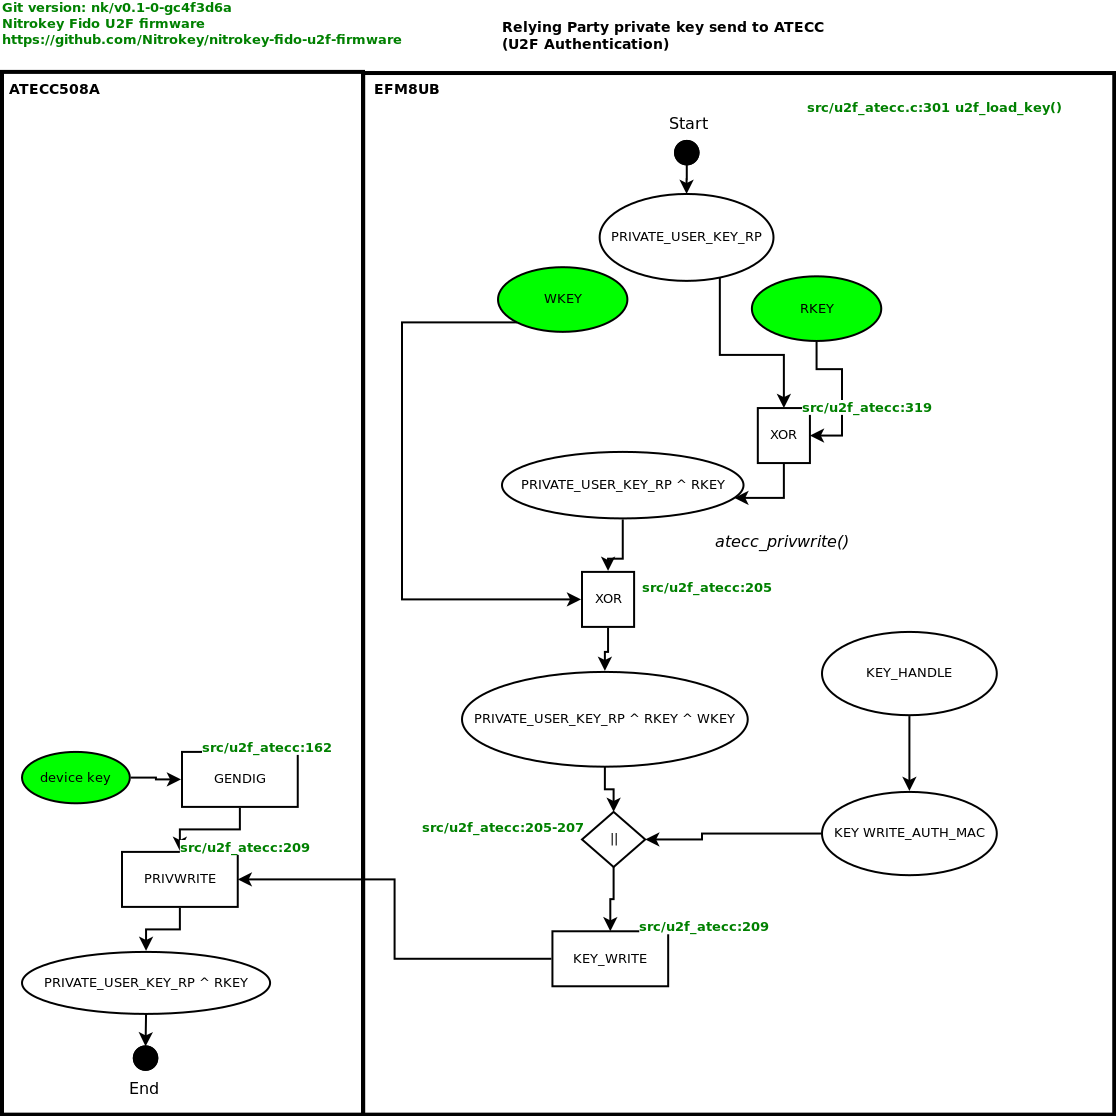 Git version: nk/v0.1-0-gc4f3d6a
Nitrokey Fido U2F firmware
https://github.com/Nitrokey/nitrokey-fido-u2f-firmware
Relying Party private key send to ATECC
(U2F Authentication)
ATECC508A
EFM8UB
src/u2f_atecc.c:301 u2f_load_key()
Start
PRIVATE_USER_KEY_RP
WKEY
RKEY
src/u2f_atecc:319
XOR
PRIVATE_USER_KEY_RP ^ RKEY
atecc_privwrite()
XOR
src/u2f_atecc:205
KEY_HANDLE
PRIVATE_USER_KEY_RP ^ RKEY ^ WKEY
src/u2f_atecc:162
device key
GENDIG
src/u2f_atecc:205-207
||
KEY WRITE_AUTH_MAC
src/u2f_atecc:209
PRIVWRITE
src/u2f_atecc:209
KEY_WRITE
PRIVATE_USER_KEY_RP ^ RKEY
End